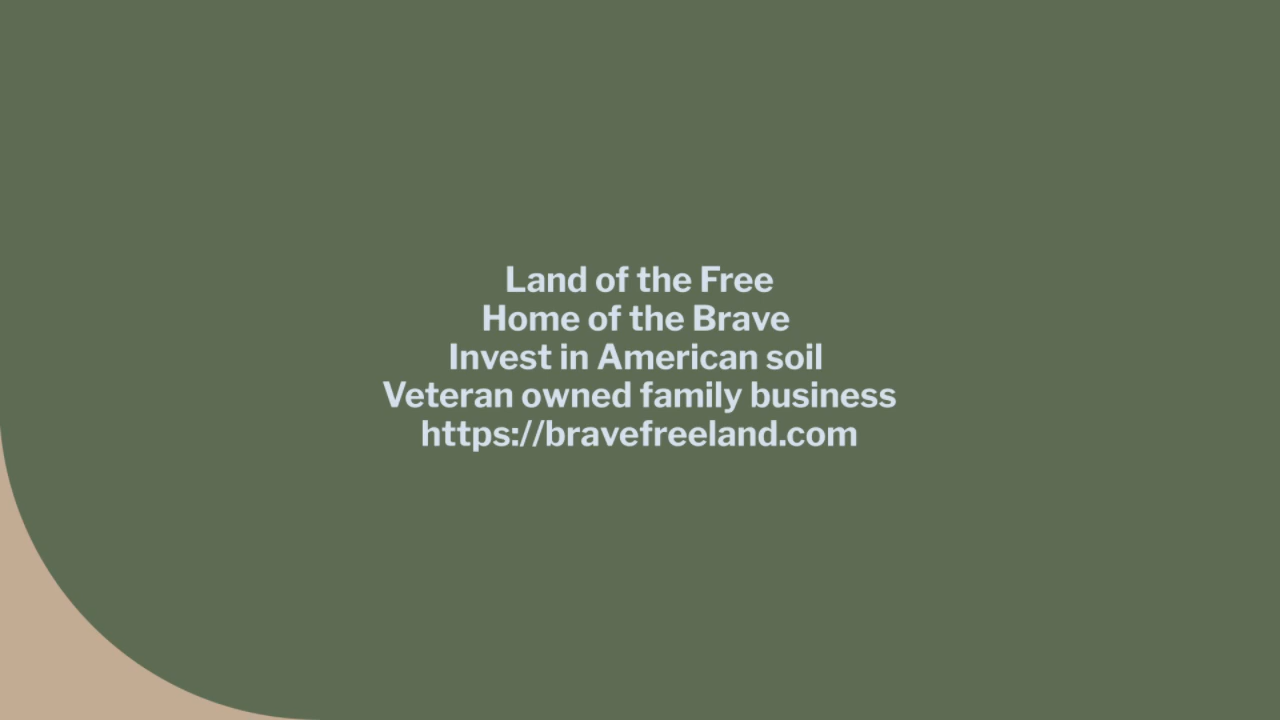 Land of the Free
Home of the Brave
Invest in American soil
Veteran owned family business
https://bravefreeland.com